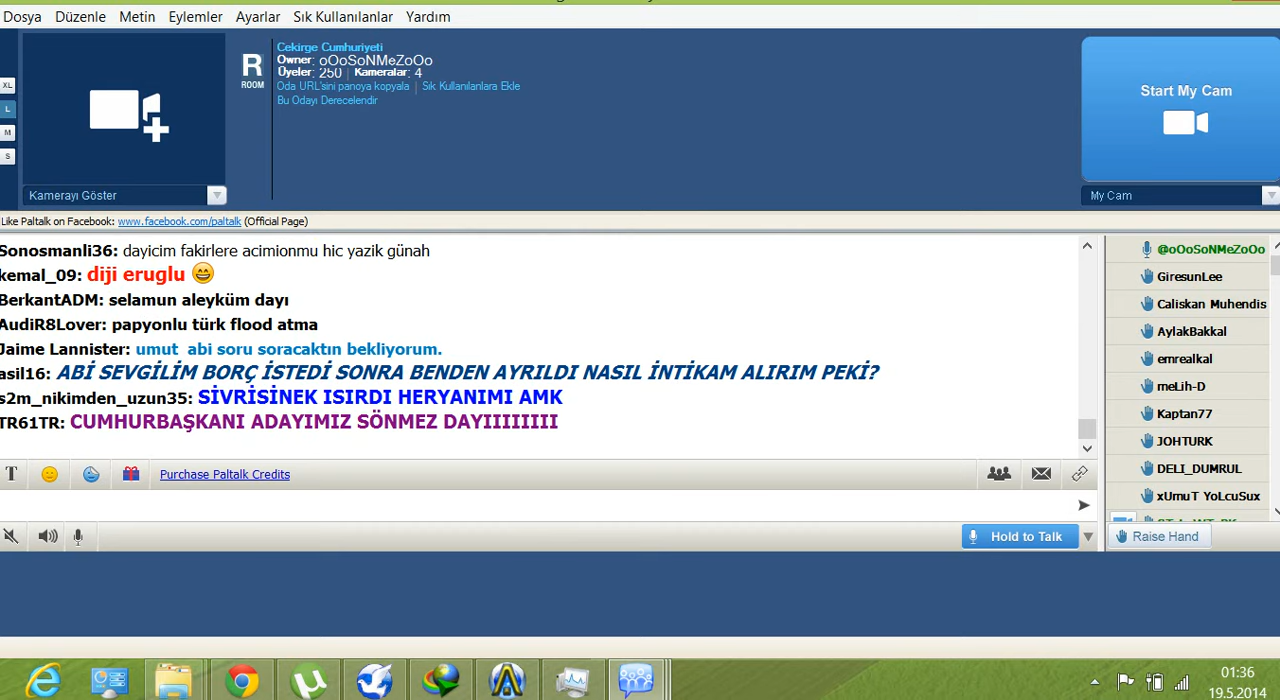 Dosya Düzenle Metin Eylemler Ayarlar Sık Kullanılanlar Yardım
XL
L
M
S
Kamerayı Göster
R
ROOM
Cekirge Cumhuriyeti
Owner: oOoSoNMeZoOo
Üyeler: 250 | Kameralar: 4
Oda URL'sini panoya kopyala | Sık Kullanılanlara Ekle
Bu Odayı Derecelendir
Start My Cam
My Cam
Like Paltalk on Facebook: www.facebook.com/paltalk (Official Page)
Sonosmanli36: dayicim fakirlere acimionmu hic yazik günah
kemal_09: diji eruglu
BerkantADM: selamun aleyküm dayı
AudiR8Lover: papyonlu türk flood atma
Jaime Lannister: umut abi soru soracaktın bekliyorum.
asil16: ABİ SEVGİLİM BORÇ İSTEDİ SONRA BENDEN AYRILDI NASIL İNTİKAM ALIRIM PEKİ?
s2m_nikimden_uzun35: SİVRİSİNEK ISIRDI HERYANIMI AMK
TR61TR: CUMHURBAŞKANI ADAYIMIZ SÖNMEZ DAYIIIIIIII
@oOoSoNMeZoOo
GiresunLee
Caliskan Muhendis
AylakBakkal
emrealkal
meLih-D
Kaptan77
JOHTURK
DELI_DUMRUL
xUmuT YoLcuSux
T
Purchase Paltalk Credits
Hold to Talk
Raise Hand
01:36
19.5.2014